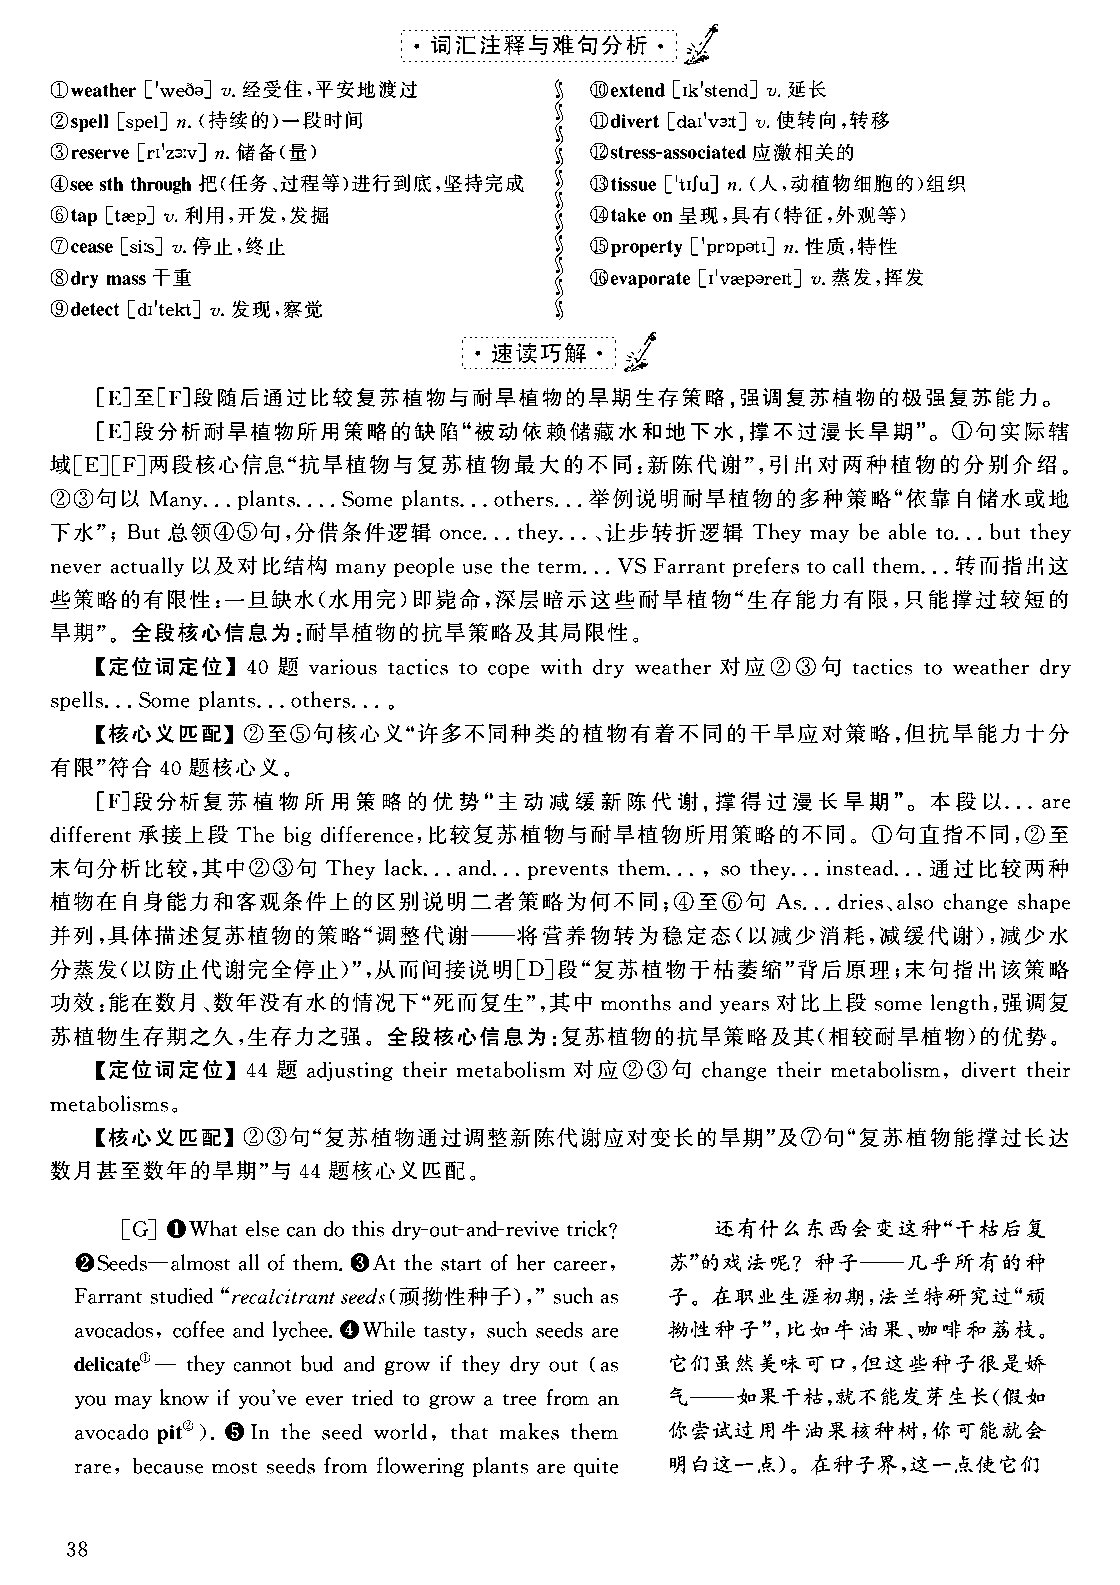 ·词汇注释与难句分析·
①weather [ˈweðə] v. 经受住,平安地渡过
②spell [spel] n. (持续的)一段时间
③reserve [rɪˈzɜːv] n. 储备(量)
④see sth through 把(任务、过程等)进行到底,坚持完成
⑥tap [tæp] v. 利用,开发,发掘
⑦cease [siːs] v. 停止,终止
⑧dry mass 干重
⑨detect [dɪˈtekt] v. 发现,察觉
⑩extend [ɪkˈstend] v. 延长
⑪divert [daɪˈvɜːt] v. 使转向,转移
⑫stress-associated 应激相关的
⑬tissue [ˈtɪʃu] n. (人,动植物细胞的)组织
⑭take on 呈现,具有(特征,外观等)
⑮property [ˈprɒpətɪ] n. 性质,特性
⑯evaporate [ɪˈvæpəreɪt] v. 蒸发,挥发
·速读巧解·
[E]至[F]段随后通过比较复苏植物与耐旱植物的旱期生存策略,强调复苏植物的极强复苏能力。
[E]段分析耐旱植物所用策略的缺陷“被动依赖储藏水和地下水,撑不过漫长旱期”。①句实际辖
域[E][F]两段核心信息“抗旱植物与复苏植物最大的不同:新陈代谢”,引出对两种植物的分别介绍。
②③句以 Many...plants.... Some plants...others...举例说明耐旱植物的多种策略“依靠自储水或地
下水”; But 总领④⑤句,分借条件逻辑 once...they...、让步转折逻辑 They may be able to...but they
never actually 以及对比结构 many people use the term... VS Farrant prefers to call them...转而指出这
些策略的有限性:一旦缺水(水用完)即毙命,深层暗示这些耐旱植物“生存能力有限,只能撑过较短的
旱期”。全段核心信息为:耐旱植物的抗旱策略及其局限性。
【定位词定位】40 题 various tactics to cope with dry weather 对应②③句 tactics to weather dry
spells...Some plants...others...。
【核心义匹配】②至⑤句核心义“许多不同种类的植物有着不同的干旱应对策略,但抗旱能力十分
有限”符合 40 题核心义。
[F]段分析复苏植物所用策略的优势“主动减缓新陈代谢,撑得过漫长旱期”。本段以...are
different 承接上段 The big difference,比较复苏植物与耐旱植物所用策略的不同。①句直指不同,②至
末句分析比较,其中②③句 They lack...and...prevents them..., so they...instead...通过比较两种
植物在自身能力和客观条件上的区别说明二者策略为何不同;④至⑥句 As...dries、also change shape
并列,具体描述复苏植物的策略“调整代谢——将营养物转为稳定态(以减少消耗,减缓代谢),减少水
分蒸发(以防止代谢完全停止)”,从而间接说明[D]段“复苏植物干枯萎缩”背后原理;末句指出该策略
功效:能在数月、数年没有水的情况下“死而复生”,其中 months and years 对比上段 some length,强调复
苏植物生存期之久,生存力之强。全段核心信息为:复苏植物的抗旱策略及其(相较耐旱植物)的优势。
【定位词定位】44 题 adjusting their metabolism 对应②③句 change their metabolism, divert their
metabolisms。
【核心义匹配】②③句“复苏植物通过调整新陈代谢应对变长的旱期”及⑦句“复苏植物能撑过长达
数月甚至数年的旱期”与 44 题核心义匹配。
[G] ❶What else can do this dry-out-and-revive trick?
❷Seeds—almost all of them. ❸At the start of her career,
Farrant studied “recalcitrant seeds(顽拗性种子),” such as
avocados, coffee and lychee. ❹While tasty, such seeds are
delicate① — they cannot bud and grow if they dry out (as
you may know if you've ever tried to grow a tree from an
avocado pit②). ❺In the seed world, that makes them
rare, because most seeds from flowering plants are quite
还有什么东西会变这种“干枯后复
苏”的戏法呢? 种子——几乎所有的种
子。在职业生涯初期,法兰特研究过“顽
拗性种子”,比如牛油果、咖啡和荔枝。
它们虽然美味可口,但这些种子很是娇
气——如果干枯,就不能发芽生长(假如
你尝试过用牛油果核种树,你可能就会
明白这一点)。在种子界,这一点使它们
38